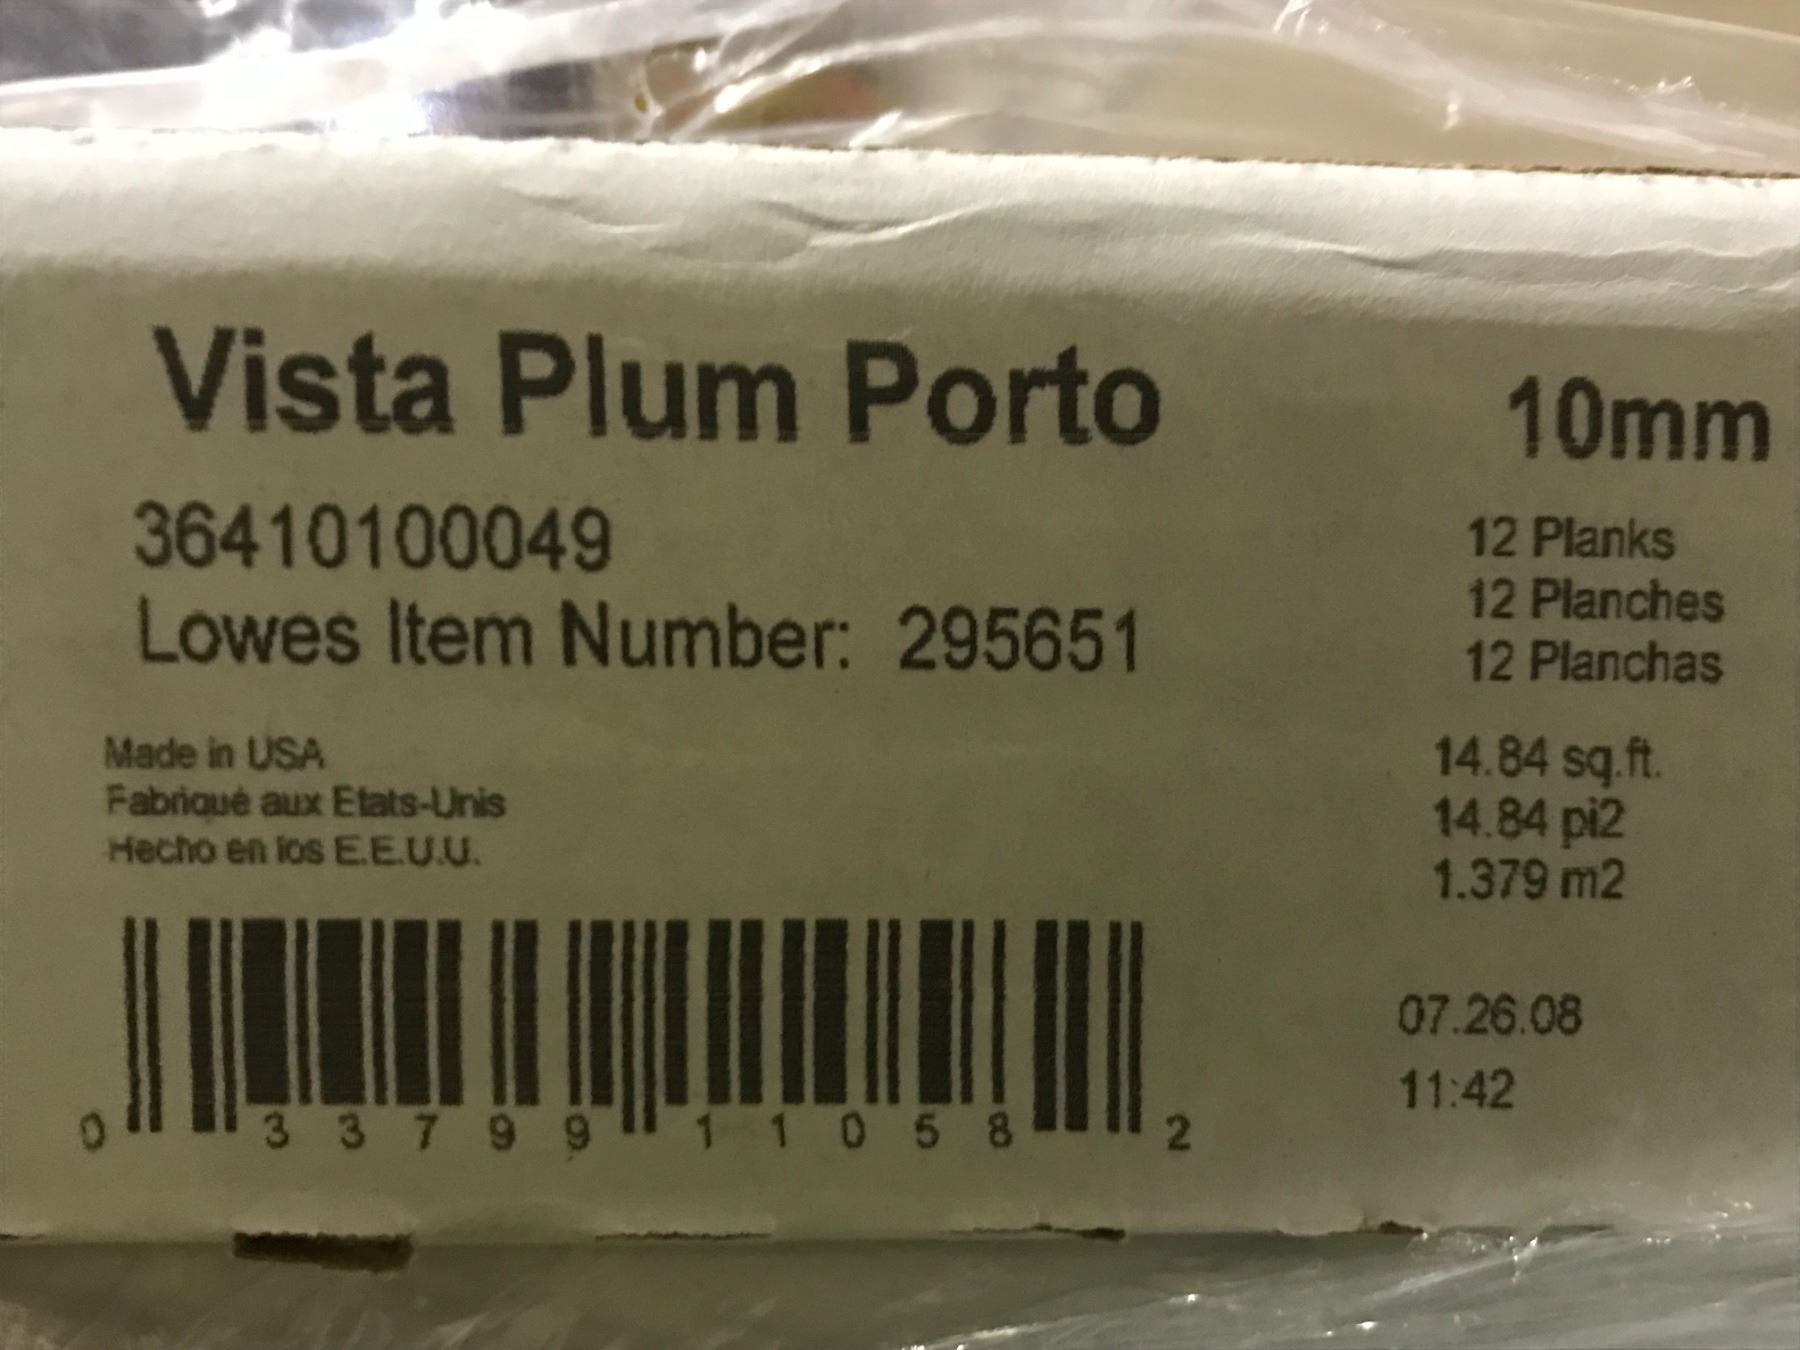 Vista Plum Porto
10mm
36410100049
Lowes Item Number: 295651
12 Planks
12 Planches
12 Planchas
Made in USA
Fabriqué aux Etats-Unis
Hecho en los E.E.U.U.
14.84 sq.ft.
14.84 pi2
1.379 m2
07.26.08
11:42
0 33799 11058 2